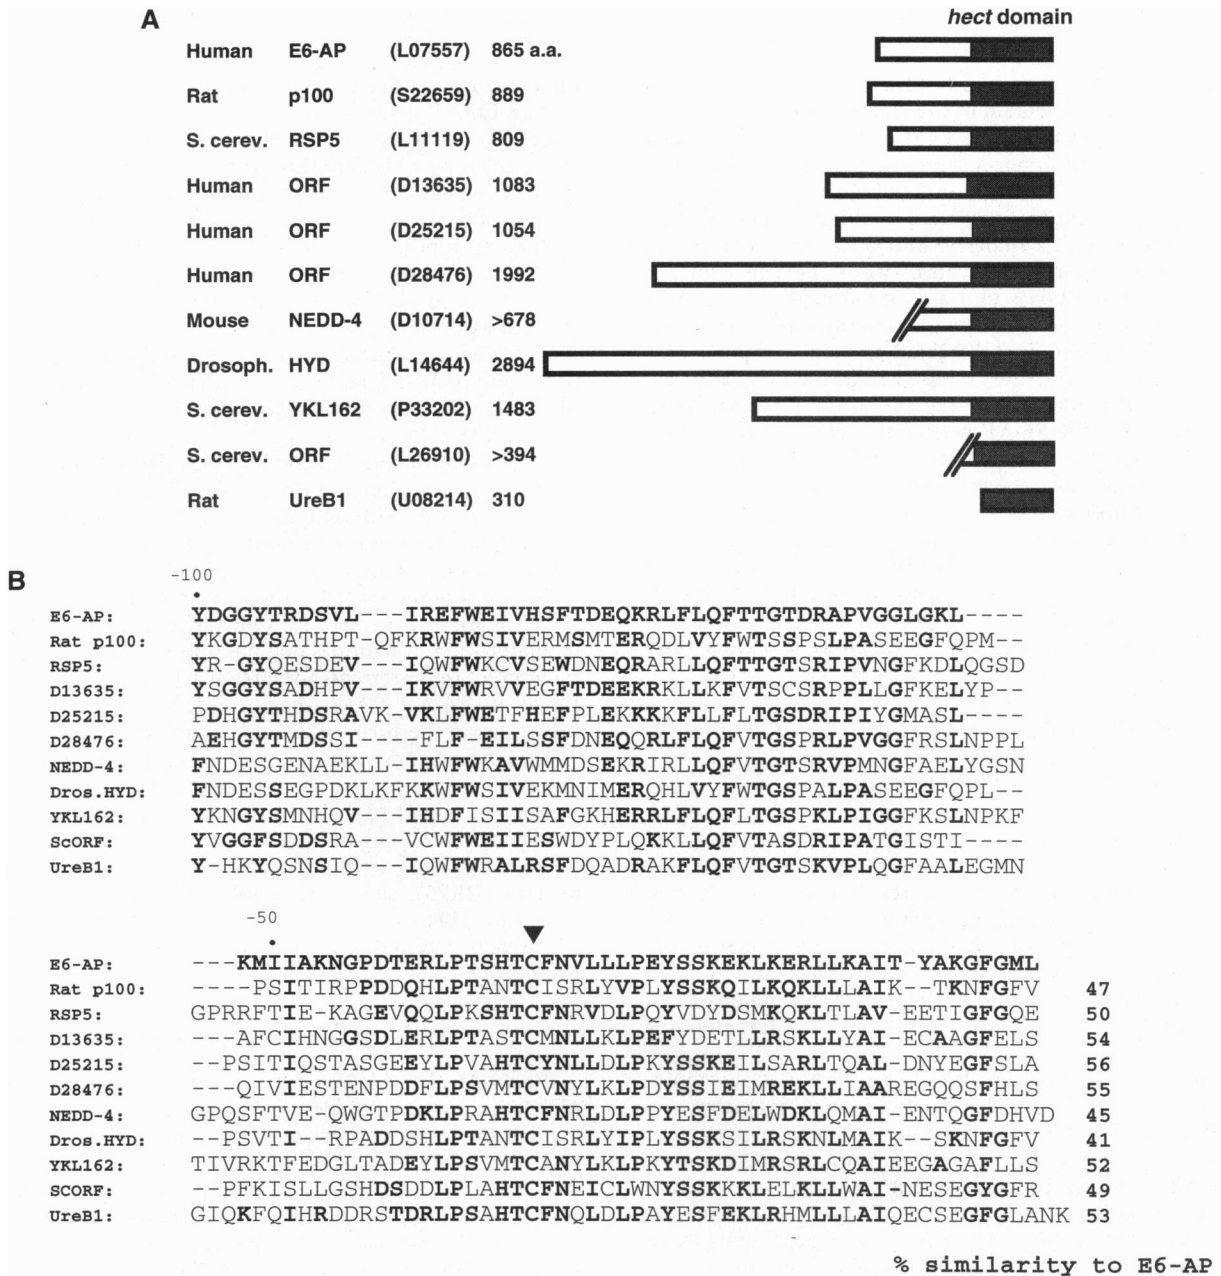 A
hect domain
Human E6-AP (L07557) 865 a.a.
Rat p100 (S22659) 889
S. cerev. RSP5 (L11119) 809
Human ORF (D13635) 1083
Human ORF (D25215) 1054
Human ORF (D28476) 1992
Mouse NEDD-4 (D10714) >678
Drosoph. HYD (L14644) 2894
S. cerev. YKL162 (P33202) 1483
S. cerev. ORF (L26910) >394
Rat UreB1 (U08214) 310
B
-100
E6-AP: YDGGYTRDSVL---IREFWEIVHSFTDEQKRLFLQFTTGTDRAPVGGLGKL----
Rat p100: YKGDYSATHPT-QFKRWFWSIVERMSMTERQDLVYFWTSSPSLPASEEGFQPM--
RSP5: YR-GYQESDEV---IQWFWKCVSEWDNEQRARLLQFTTGTSRIPVNGFKDLQGSD
D13635: YSGGYSADHPV---IKVFWRVVEGFTDEEKRKLLKFVTSCSRPPLLGFKELYP--
D25215: PDHGYTHDSRAVK-VKLFWETFHEFPLEKKKKFLLFLTGSDRIPIYGMASL----
D28476: AEHGYTMDSSI----FLF-EILSSFDNEQQRLFLQFVTGSPRLPVGGFRSLNPPL
NEDD-4: FNDESGENAEKLL-IHWFWKAVWMMDSEKRIRLLQFVTGTSRVPMNGFAELYGSN
Dros.HYD: FNDESSEGPDKLKFKKWFWSIVEKMNIMERQHLVYFWTGSPALPASEEGFQPL--
YKL162: YKNGYSMNHQV---IHDFISIISAFGKHERRLFLQFLTGSPKLPIGGFKSLNPKF
ScORF: YVGGFSDDSRA---VCWFWEIIESWDYPLQKKLLQFVTASDRIPATGISTI----
UreB1: Y-HKYQSNSIQ---IQWFWRALRSFDQADRAKFLQFVTGTSKVPLQGFAALEGMN
-50
E6-AP: ---KMIIAKNGPDTERLPTSHTCFNVLLLPEYSSKEKLKERLLKAIT-YAKGFGML
Rat p100: ----PSITIRPPDDQHLPTANTCISRLYVPLYSSKQILKQKLLLAIK--TKNFGFV 47
RSP5: GPRRFTIE-KAGEVQQLPKSHTCFNRVDLPQYVDYDSMKQKLTLAV-EETIGFGQE 50
D13635: ---AFCIHNGGSDLERLPTASTCMNLLKLPEFYDETLLRSKLLYAI-ECAAGFELS 54
D25215: --PSITIQSTASGEEYLPVAHTCYNLLDLPKYSSKEILSARLTQAL-DNYEGFSLA 56
D28476: --QIVIESTENPDDFLPSVMTCVNYLKLPDYSSIEIMREKLLIAAREGQQSFHLS 55
NEDD-4: GPQSFTVE-QWGTPDKLPRAHTCFNRLDLPPYESFDELWDKLQMAI-ENTQGFDHVD 45
Dros.HYD: --PSVTI--RPADDSHLPTANTCISRLYIPLYSSKSILRSKNLMAIK--SKNFGFV 41
YKL162: TIVRKTFEDGLTADEYLPSVMTCANYLKLPKYTSKDIMRSRLCQAIEEGAGAFLLS 52
SCORF: --PFKISLLGSHDSDDLPLAHTCFNEICLWNYSSKKKLELKLLWAI-NESEGYGFR 49
UreB1: GIQKFQIHRDDRSTDRLPSAHTCFNQLDLPAYESFEKLRHMLLLAIQECSEGFGLANK 53
% similarity to E6-AP